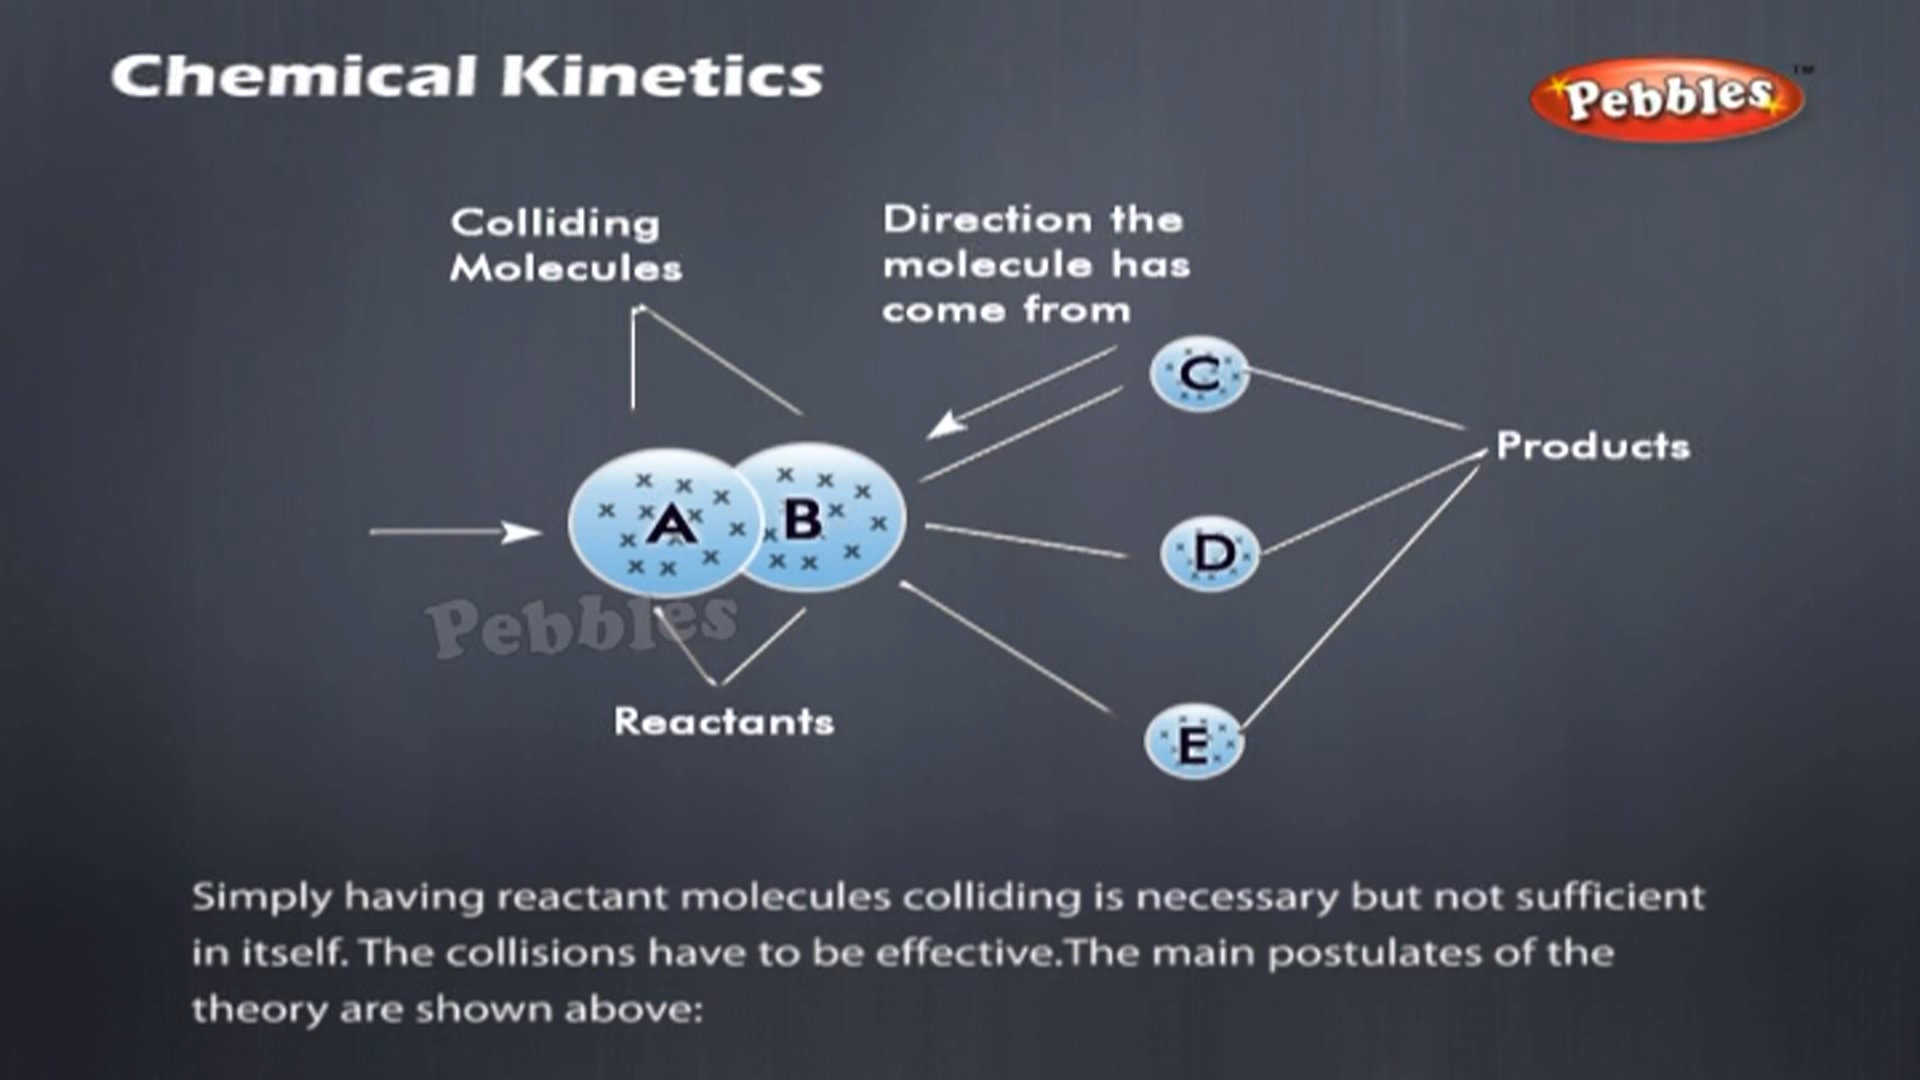 Chemical Kinetics
Pebbles™
Colliding
Molecules
Direction the
molecule has
come from
C
Products
A
B
D
Pebbles
Reactants
E
Simply having reactant molecules colliding is necessary but not sufficient
in itself. The collisions have to be effective.The main postulates of the
theory are shown above: